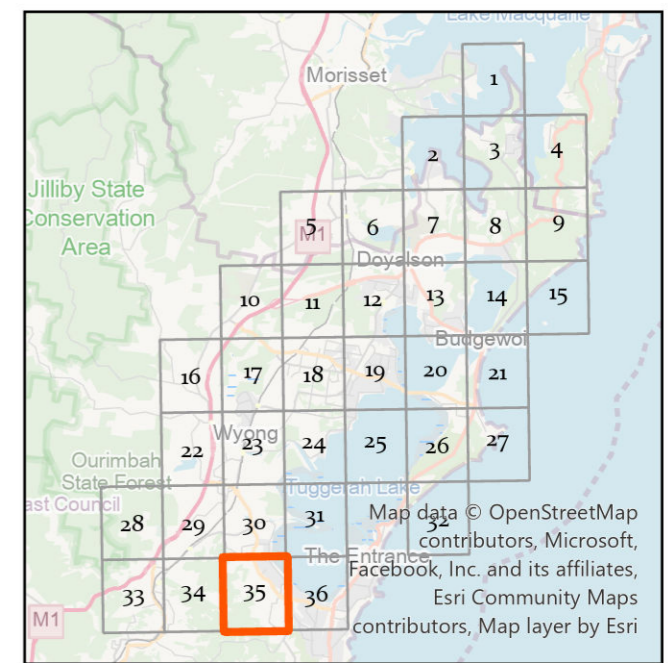 Lake Macquarie
Morisset
1
2 3 4
Jilliby State
Conservation
Area
5 6 7 8 9
M1
Doyalson
10 11 12 13 14 15
Budgewoi
16 17 18 19 20 21
Wyong
22 23 24 25 26 27
Ourimbah
State Forest
ast Council
Tuggerah Lake
28 29 30 31 32
Map data © OpenStreetMap
contributors, Microsoft,
The Entrance
Facebook, Inc. and its affiliates,
33 34 35 36
Esri Community Maps
M1
contributors, Map layer by Esri